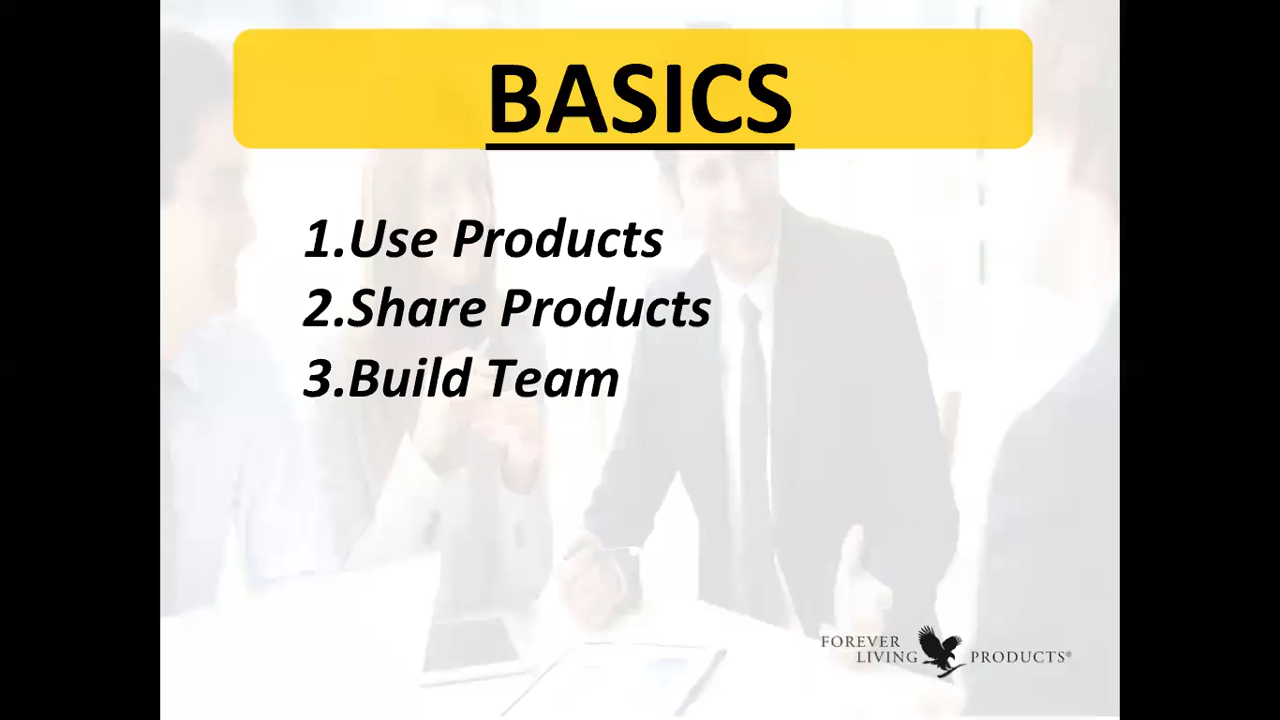 BASICS
1.Use Products
2.Share Products
3.Build Team
FOREVER
LIVING PRODUCTS®